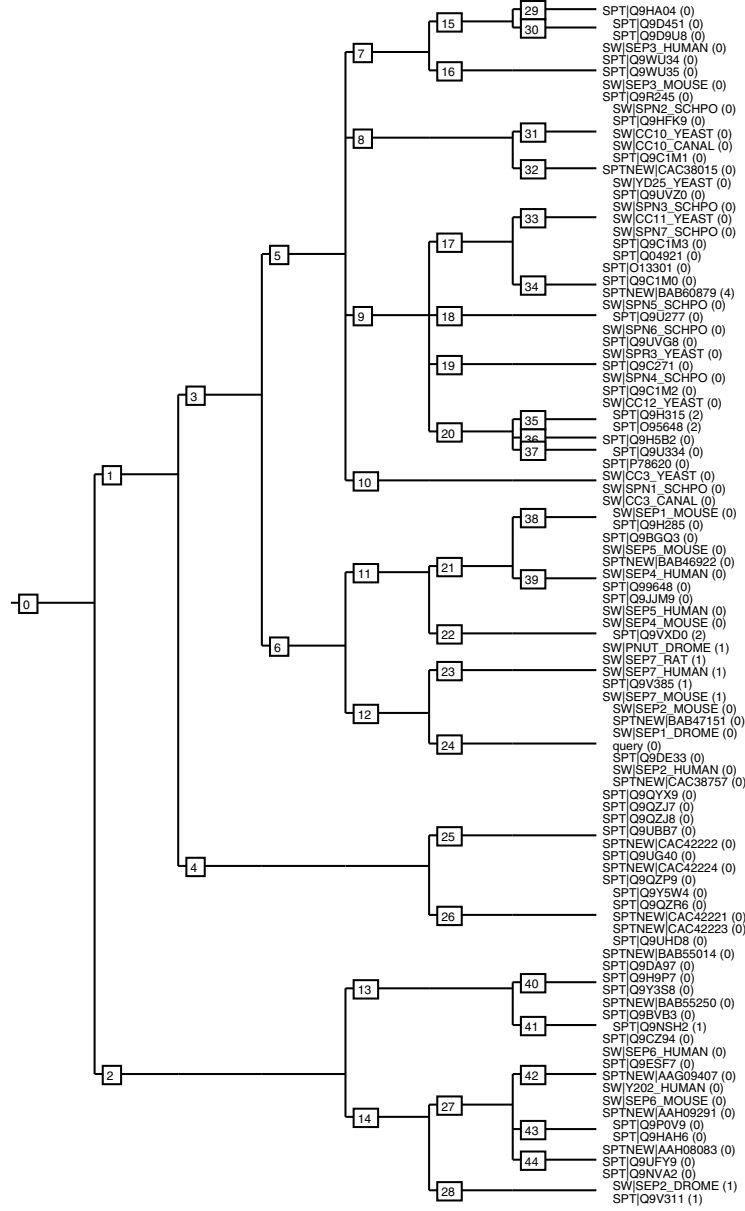 SPT|Q9HA04 (0)
SPT|Q9D451 (0)
SPT|Q9D9U8 (0)
SW|SEP3_HUMAN (0)
SPT|Q9WU34 (0)
SPT|Q9WU35 (0)
SW|SEP3_MOUSE (0)
SPT|Q9R245 (0)
SW|SPN2_SCHPO (0)
SPT|Q9HFK9 (0)
SW|CC10_YEAST (0)
SW|CC10_CANAL (0)
SPT|Q9C1M1 (0)
SPTNEW|CAC38015 (0)
SW|YD25_YEAST (0)
SPT|Q9UVZ0 (0)
SW|SPN3_SCHPO (0)
SW|CC11_YEAST (0)
SW|SPN7_SCHPO (0)
SPT|Q9C1M3 (0)
SPT|Q04921 (0)
SPT|O13301 (0)
SPT|Q9C1M0 (0)
SPTNEW|BAB60879 (4)
SW|SPN5_SCHPO (0)
SPT|Q9U277 (0)
SW|SPN6_SCHPO (0)
SPT|Q9UVG8 (0)
SW|SPR3_YEAST (0)
SPT|Q9C271 (0)
SW|SPN4_SCHPO (0)
SPT|Q9C1M2 (0)
SW|CC12_YEAST (0)
SPT|Q9H315 (2)
SPT|O95648 (2)
SPT|Q9H5B2 (0)
SPT|Q9U334 (0)
SPT|P78620 (0)
SW|CC3_YEAST (0)
SW|SPN1_SCHPO (0)
SW|CC3_CANAL (0)
SW|SEP1_MOUSE (0)
SPT|Q9H285 (0)
SPT|Q9BGQ3 (0)
SW|SEP5_MOUSE (0)
SPTNEW|BAB46922 (0)
SW|SEP4_HUMAN (0)
SPT|Q99648 (0)
SPT|Q9JJM9 (0)
SW|SEP5_HUMAN (0)
SW|SEP4_MOUSE (0)
SPT|Q9VXD0 (2)
SW|PNUT_DROME (1)
SW|SEP7_RAT (1)
SW|SEP7_HUMAN (1)
SPT|Q9V385 (1)
SW|SEP7_MOUSE (1)
SW|SEP2_MOUSE (0)
SPTNEW|BAB47151 (0)
SW|SEP1_DROME (0)
query (0)
SPT|Q9DE33 (0)
SW|SEP2_HUMAN (0)
SPTNEW|CAC38757 (0)
SPT|Q9QYX9 (0)
SPT|Q9QZJ7 (0)
SPT|Q9QZJ8 (0)
SPT|Q9UBB7 (0)
SPTNEW|CAC42222 (0)
SPT|Q9UG40 (0)
SPTNEW|CAC42224 (0)
SPT|Q9QZP9 (0)
SPT|Q9Y5W4 (0)
SPT|Q9QZR6 (0)
SPTNEW|CAC42221 (0)
SPTNEW|CAC42223 (0)
SPT|Q9UHD8 (0)
SPTNEW|BAB55014 (0)
SPT|Q9DA97 (0)
SPT|Q9H9P7 (0)
SPT|Q9Y3S8 (0)
SPTNEW|BAB55250 (0)
SPT|Q9BVB3 (0)
SPT|Q9NSH2 (1)
SPT|Q9CZ94 (0)
SW|SEP6_HUMAN (0)
SPT|Q9ESF7 (0)
SPTNEW|AAG09407 (0)
SW|Y202_HUMAN (0)
SW|SEP6_MOUSE (0)
SPTNEW|AAH09291 (0)
SPT|Q9P0V9 (0)
SPT|Q9HAH6 (0)
SPTNEW|AAH08083 (0)
SPT|Q9UFY9 (0)
SPT|Q9NVA2 (0)
SW|SEP2_DROME (1)
SPT|Q9V311 (1)
0
1
2
3
4
5
6
7
8
9
10
11
12
13
14
15
16
17
18
19
20
21
22
23
24
25
26
27
28
29
30
31
32
33
34
35
36
37
38
39
40
41
42
43
44